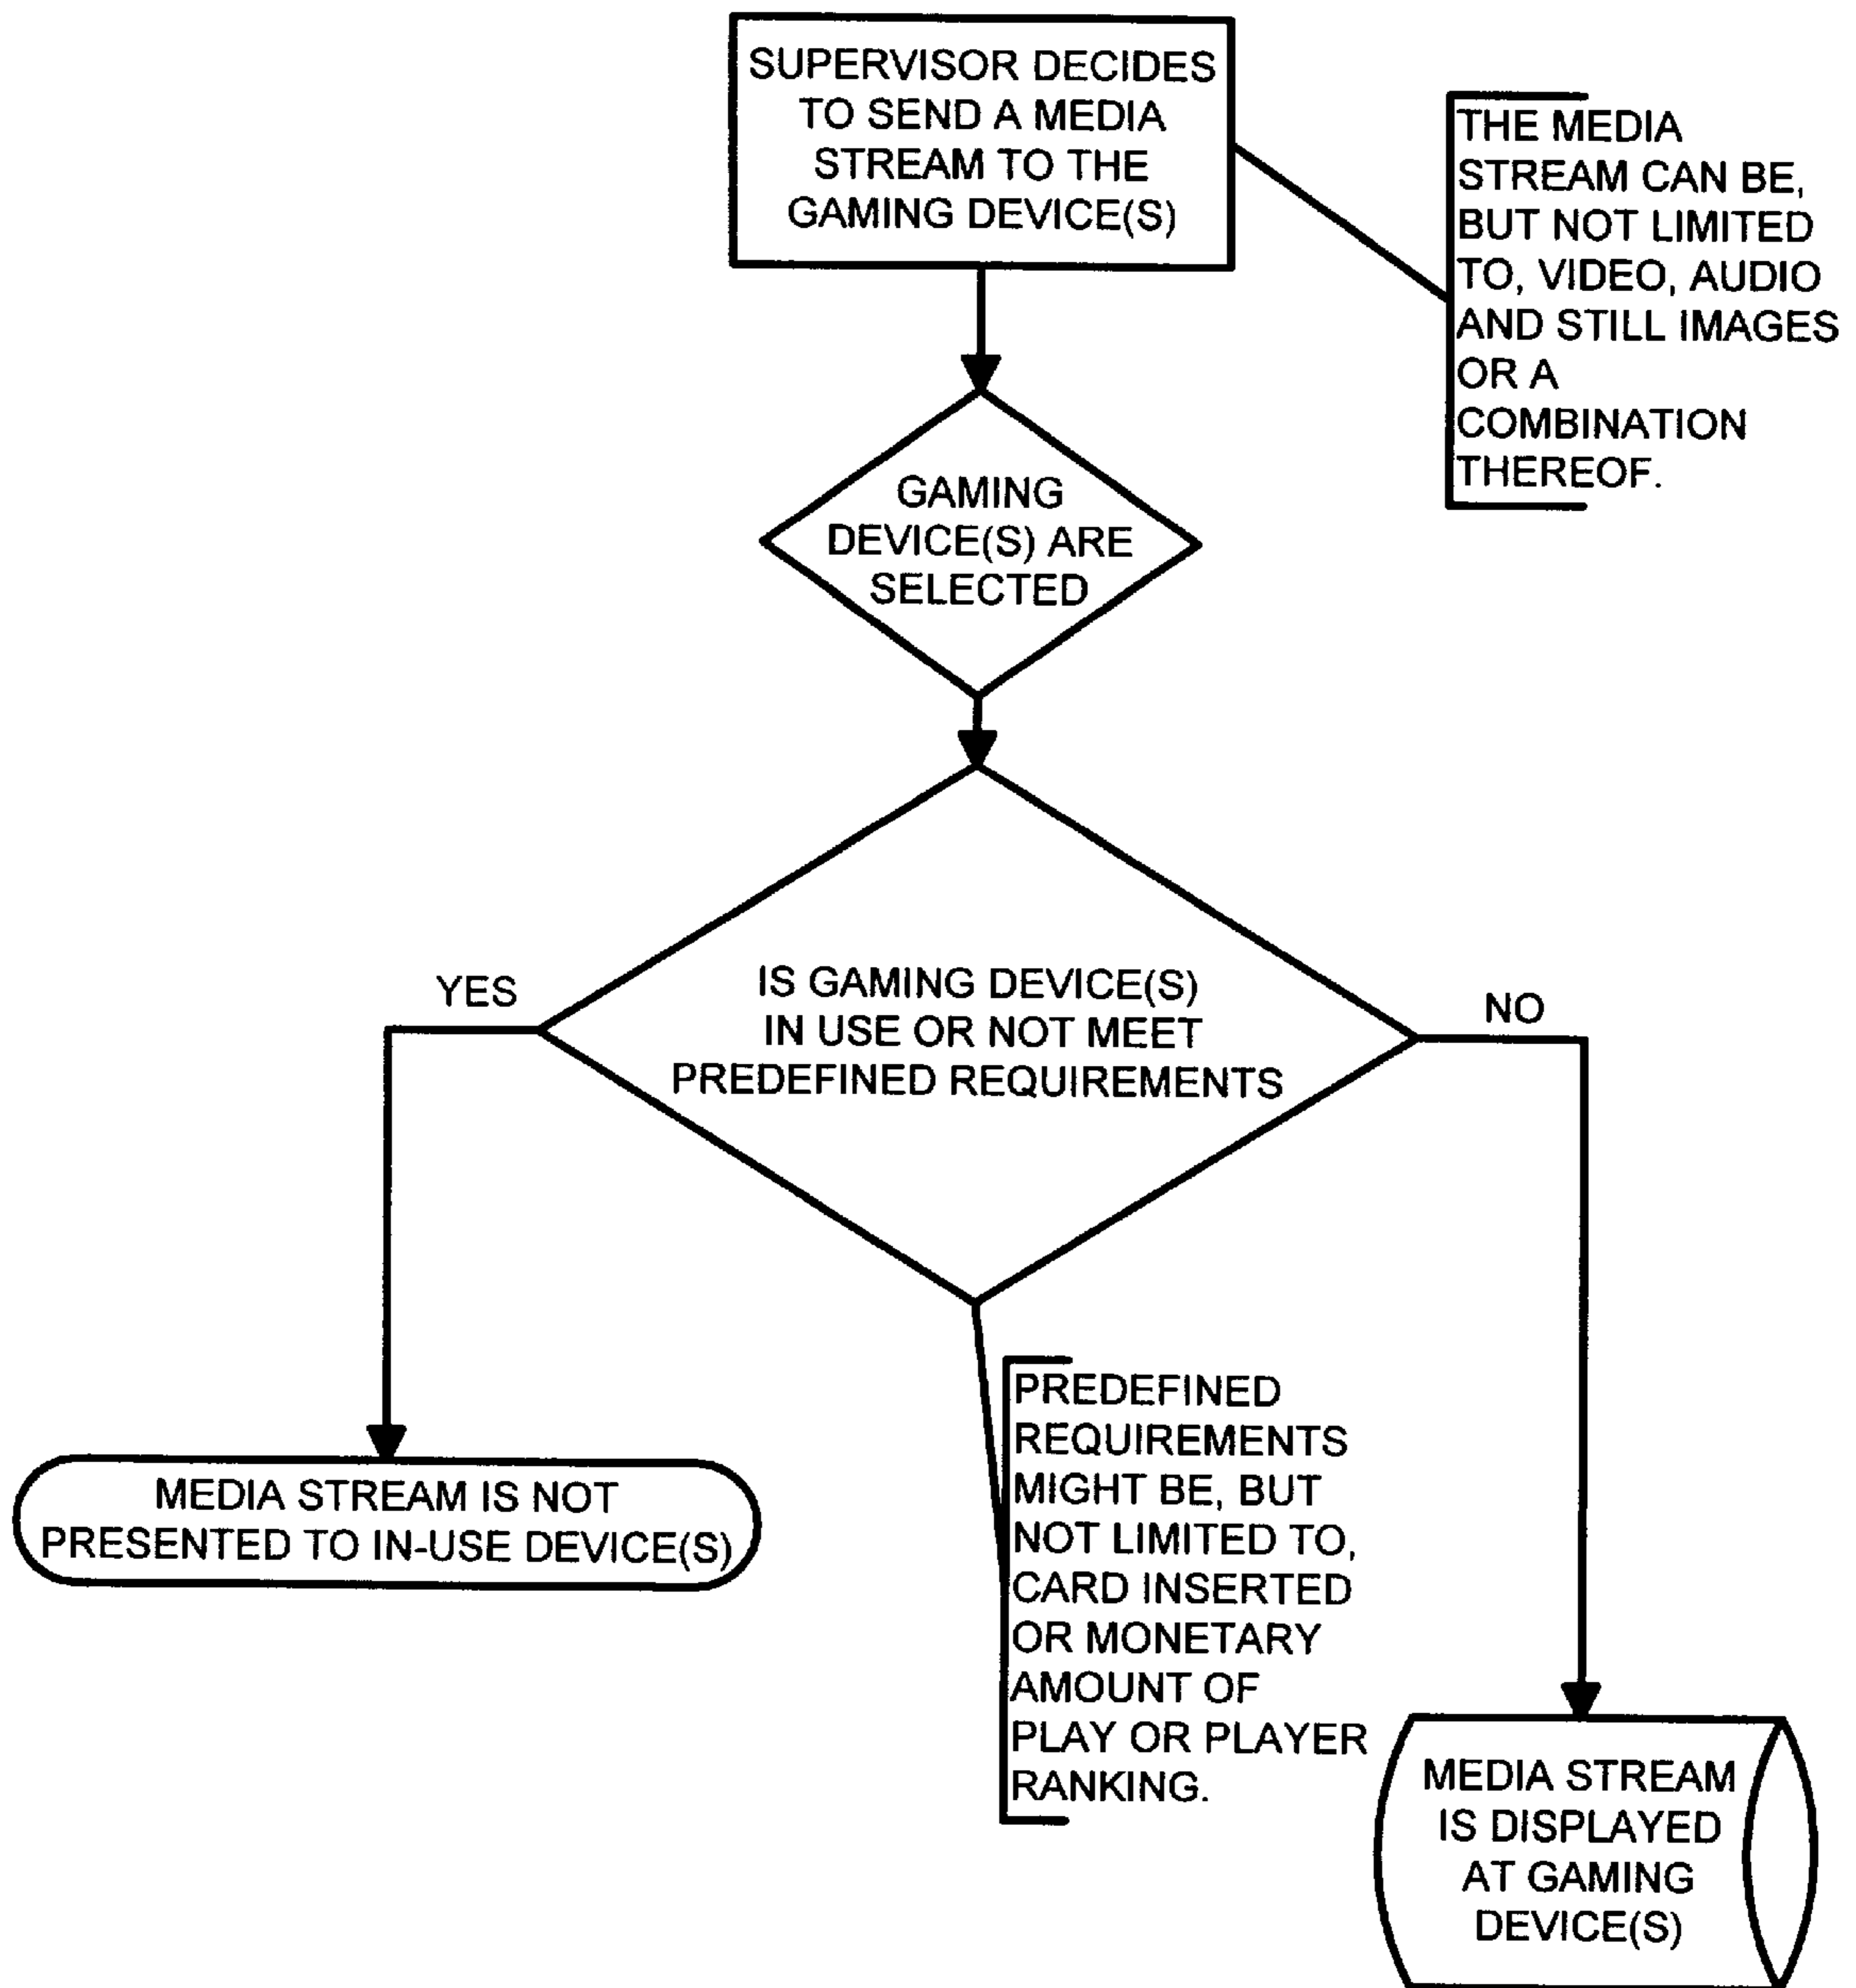 SUPERVISOR DECIDES
TO SEND A MEDIA
STREAM TO THE
GAMING DEVICE(S)
THE MEDIA
STREAM CAN BE,
BUT NOT LIMITED
TO, VIDEO, AUDIO
AND STILL IMAGES
OR A
COMBINATION
THEREOF.
GAMING
DEVICE(S) ARE
SELECTED
IS GAMING DEVICE(S)
IN USE OR NOT MEET
PREDEFINED REQUIREMENTS
YES
NO
MEDIA STREAM IS NOT
PRESENTED TO IN-USE DEVICE(S)
PREDEFINED
REQUIREMENTS
MIGHT BE, BUT
NOT LIMITED TO,
CARD INSERTED
OR MONETARY
AMOUNT OF
PLAY OR PLAYER
RANKING.
MEDIA STREAM
IS DISPLAYED
AT GAMING
DEVICE(S)